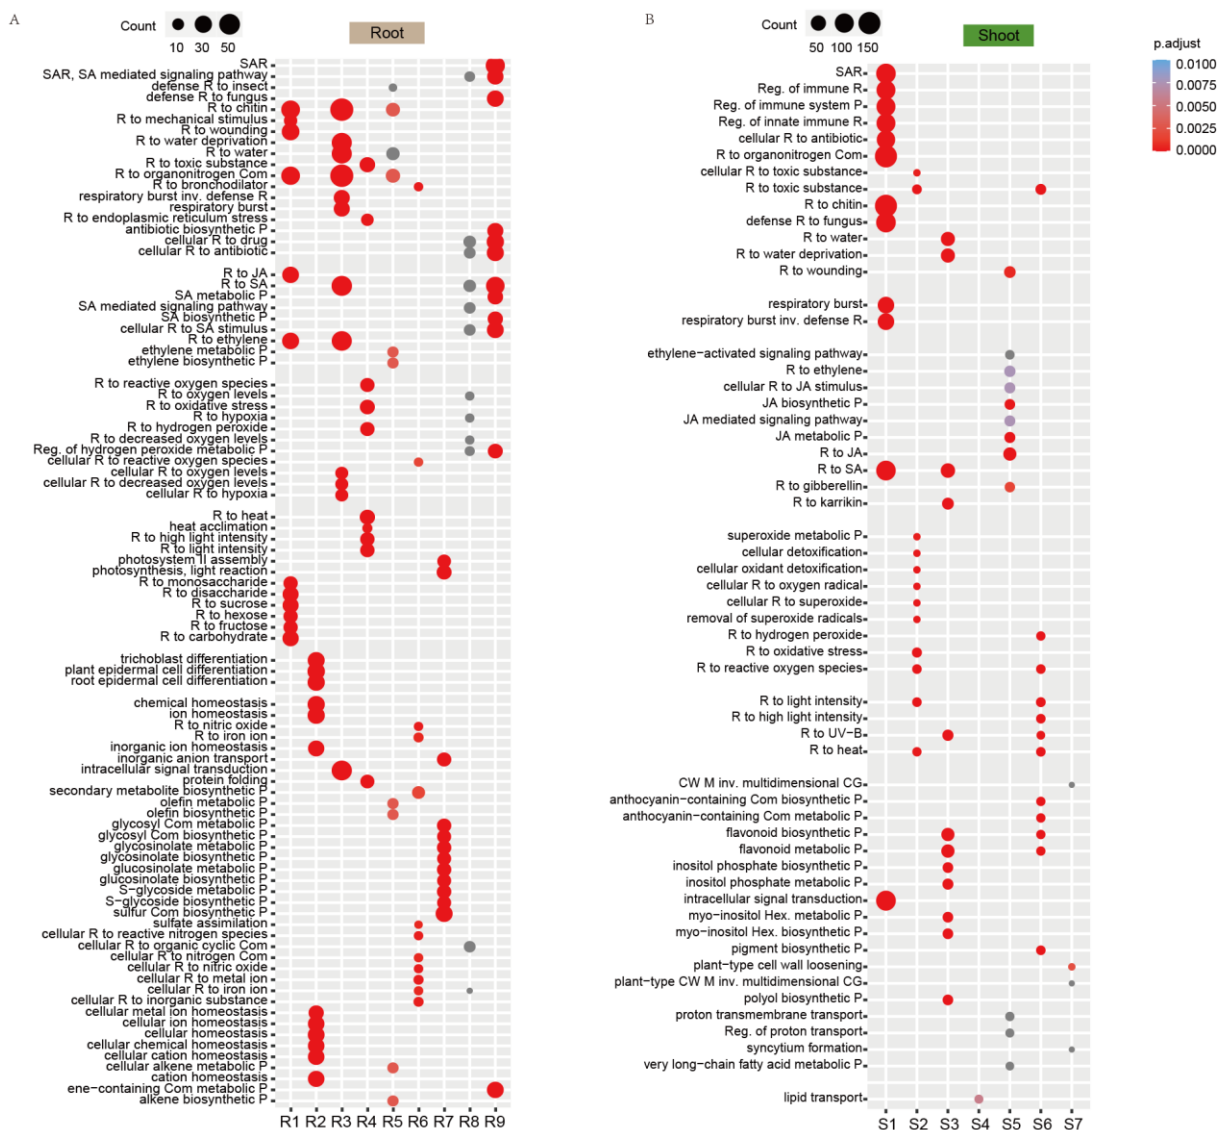 A
Count
10 30 50
Root
SAR
SAR, SA mediated signaling pathway
defense R to insect
defense R to fungus
R to chitin
R to mechanical stimulus
R to wounding
R to water deprivation
R to water
R to toxic substance
R to organonitrogen Com
R to bronchodilator
respiratory burst inv. defense R
respiratory burst
R to endoplasmic reticulum stress
antibiotic biosynthetic P
cellular R to drug
cellular R to antibiotic
R to JA
R to SA
SA metabolic P
SA mediated signaling pathway
SA biosynthetic P
cellular R to SA stimulus
R to ethylene
ethylene metabolic P
ethylene biosynthetic P
R to reactive oxygen species
R to oxygen levels
R to oxidative stress
R to hypoxia
R to hydrogen peroxide
R to decreased oxygen levels
Reg. of hydrogen peroxide metabolic P
cellular R to reactive oxygen species
cellular R to oxygen levels
cellular R to decreased oxygen levels
cellular R to hypoxia
R to heat
heat acclimation
R to high light intensity
R to light intensity
photosystem II assembly
photosynthesis, light reaction
R to monosaccharide
R to disaccharide
R to sucrose
R to hexose
R to fructose
R to carbohydrate
trichoblast differentiation
plant epidermal cell differentiation
root epidermal cell differentiation
chemical homeostasis
ion homeostasis
R to nitric oxide
R to iron ion
inorganic ion homeostasis
inorganic anion transport
intracellular signal transduction
protein folding
secondary metabolite biosynthetic P
olefin metabolic P
olefin biosynthetic P
glycosyl Com metabolic P
glycosyl Com biosynthetic P
glycosinolate metabolic P
glycosinolate biosynthetic P
glucosinolate metabolic P
glucosinolate biosynthetic P
S-glycoside metabolic P
S-glycoside biosynthetic P
sulfur Com biosynthetic P
sulfate assimilation
cellular R to reactive nitrogen species
cellular R to organic cyclic Com
cellular R to nitrogen Com
cellular R to nitric oxide
cellular R to metal ion
cellular R to iron ion
cellular R to inorganic substance
cellular metal ion homeostasis
cellular ion homeostasis
cellular homeostasis
cellular chemical homeostasis
cellular cation homeostasis
cellular alkene metabolic P
cation homeostasis
ene-containing Com metabolic P
alkene biosynthetic P
R1 R2 R3 R4 R5 R6 R7 R8 R9
B
Count
50 100 150
Shoot
SAR
Reg. of immune R
Reg. of immune system P
Reg. of innate immune R
cellular R to antibiotic
R to organonitrogen Com
cellular R to toxic substance
R to toxic substance
R to chitin
defense R to fungus
R to water
R to water deprivation
R to wounding
respiratory burst
respiratory burst inv. defense R
ethylene-activated signaling pathway
R to ethylene
cellular R to JA stimulus
JA biosynthetic P
JA mediated signaling pathway
JA metabolic P
R to JA
R to SA
R to gibberellin
R to karrikin
superoxide metabolic P
cellular detoxification
cellular oxidant detoxification
cellular R to oxygen radical
cellular R to superoxide
removal of superoxide radicals
R to hydrogen peroxide
R to oxidative stress
R to reactive oxygen species
R to light intensity
R to high light intensity
R to UV-B
R to heat
CW M inv. multidimensional CG
anthocyanin-containing Com biosynthetic P
anthocyanin-containing Com metabolic P
flavonoid biosynthetic P
flavonoid metabolic P
inositol phosphate biosynthetic P
inositol phosphate metabolic P
intracellular signal transduction
myo-inositol Hex. metabolic P
myo-inositol Hex. biosynthetic P
pigment biosynthetic P
plant-type cell wall loosening
plant-type CW M inv. multidimensional CG
polyol biosynthetic P
proton transmembrane transport
Reg. of proton transport
syncytium formation
very long-chain fatty acid metabolic P
lipid transport
S1 S2 S3 S4 S5 S6 S7
p.adjust
0.0100
0.0075
0.0050
0.0025
0.0000